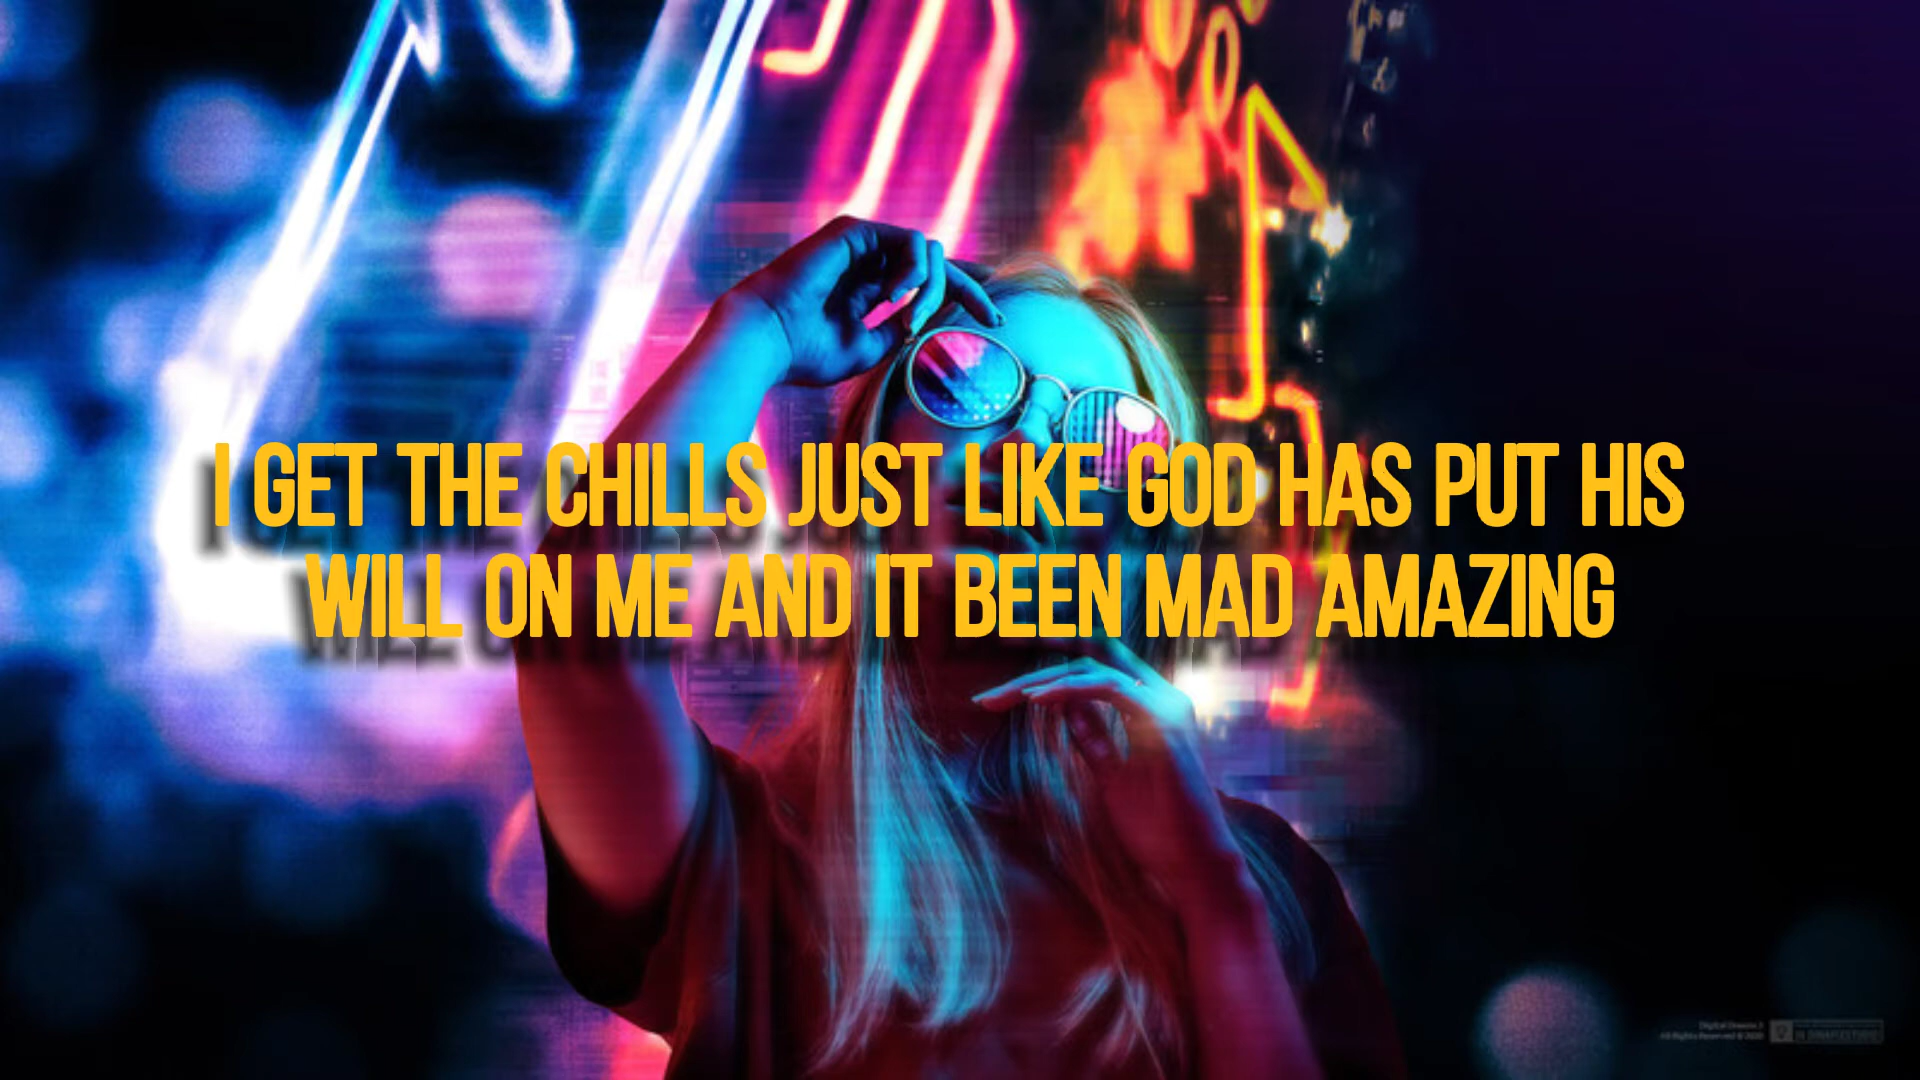 I GET THE CHILLS JUST LIKE GOD HAS PUT HIS
WILL ON ME AND IT BEEN MAD AMAZING